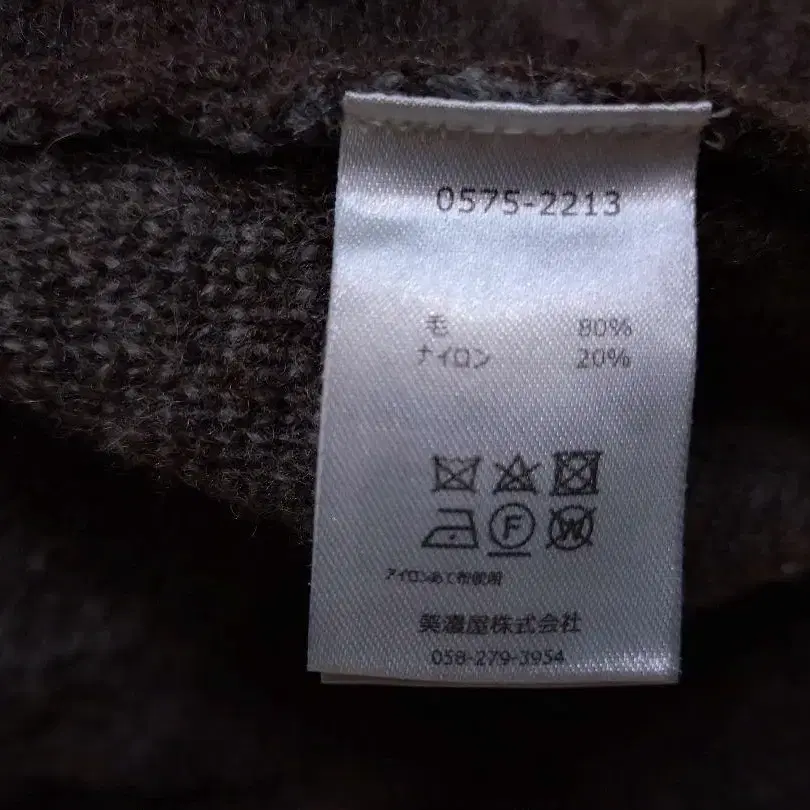 0575-2213
毛 80%
ナイロン 20%
F W
アイロンあて布使用
美濃屋株式会社
058-279-3954